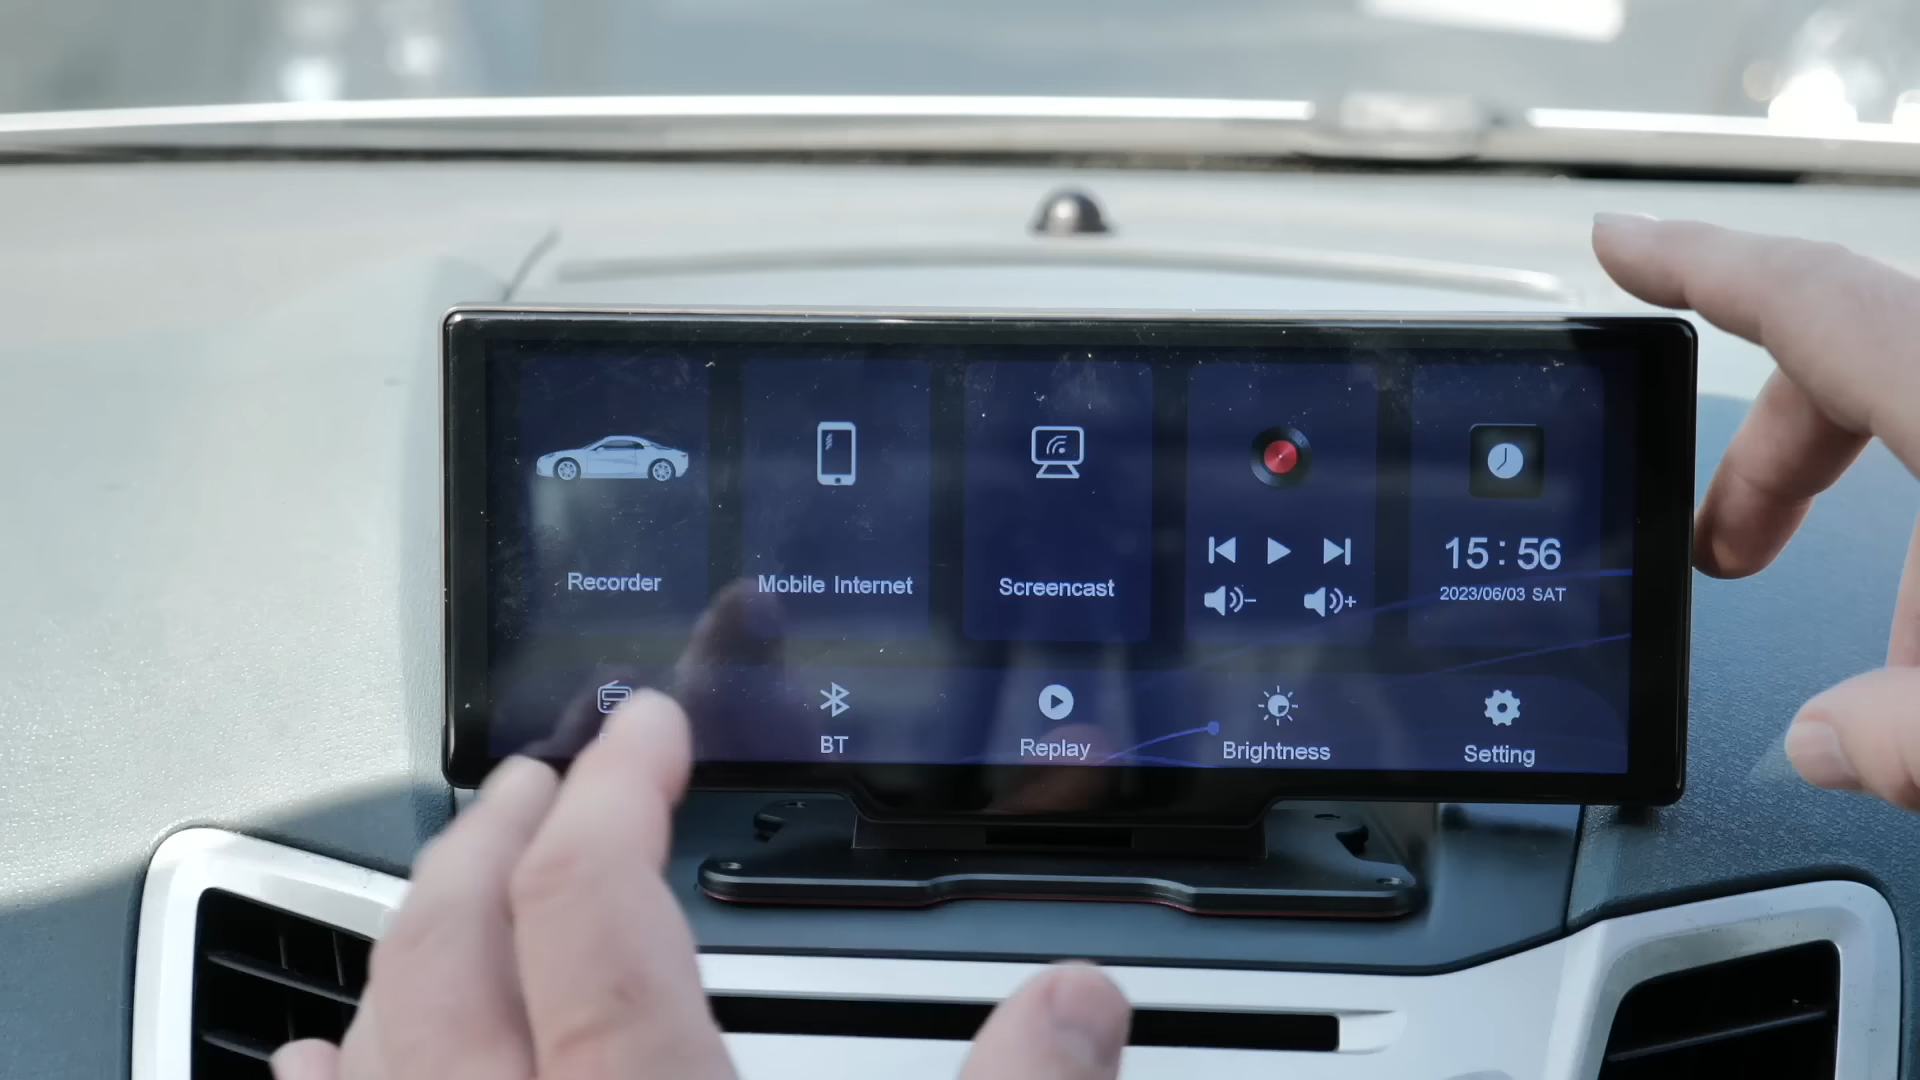 Recorder
Mobile Internet
Screencast
15:56
2023/06/03 SAT
BT
Replay
Brightness
Setting